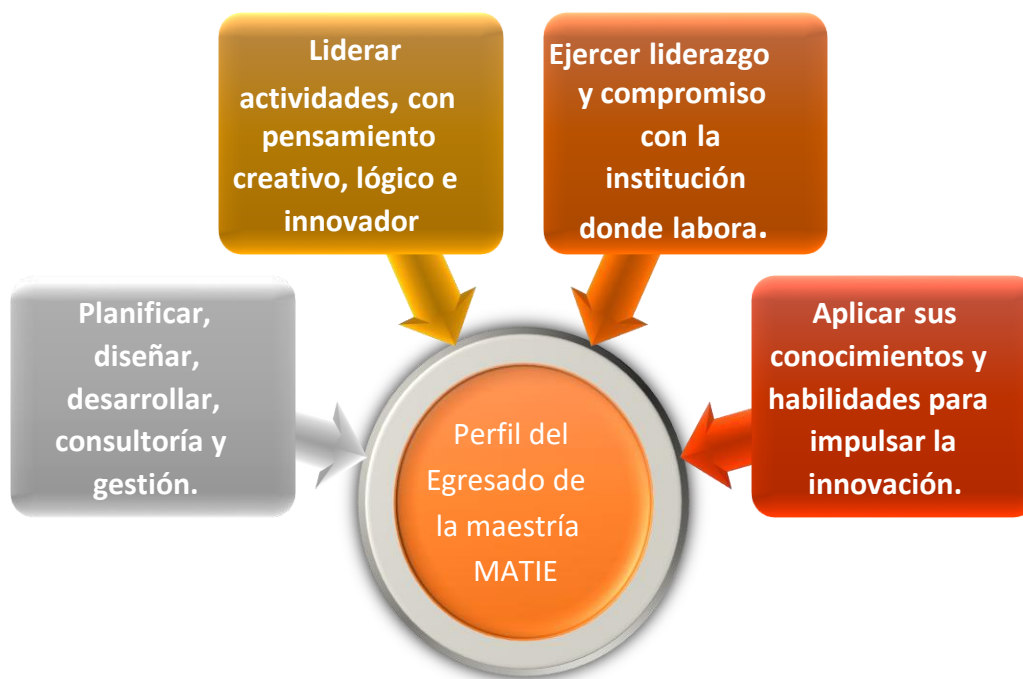 Liderar
actividades, con
pensamiento
creativo, lógico e
innovador
Ejercer liderazgo
y compromiso
con la
institución
donde labora.
Planificar,
diseñar,
desarrollar,
consultoría y
gestión.
Aplicar sus
conocimientos y
habilidades para
impulsar la
innovación.
Perfil del
Egresado de
la maestría
MATIE